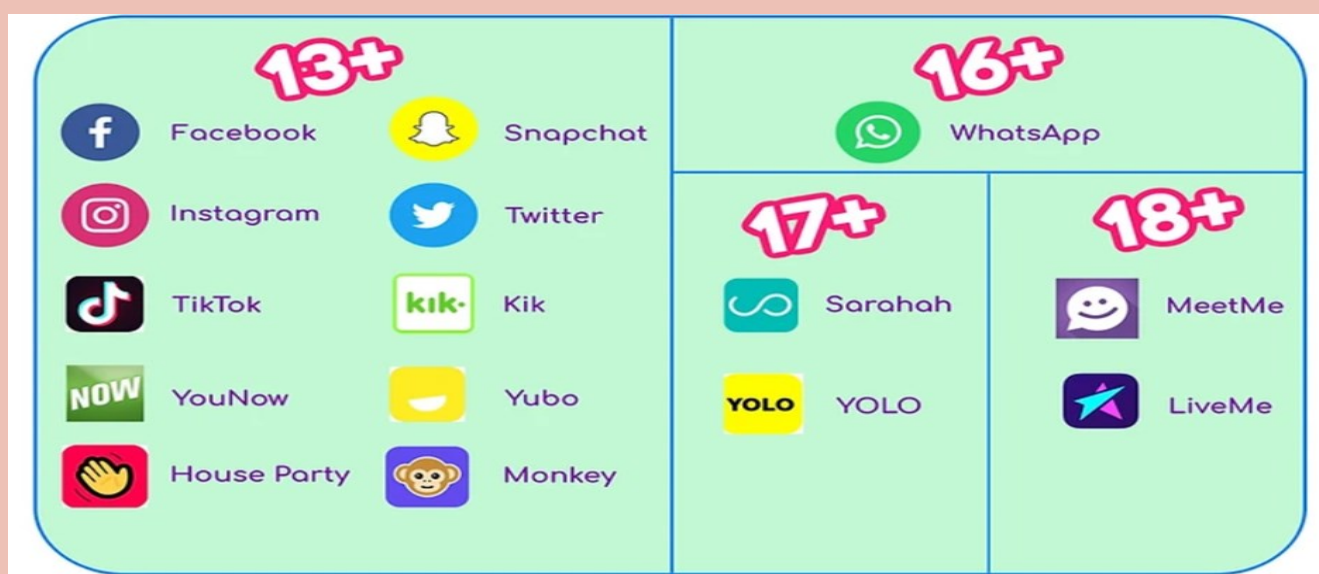 13+
Facebook
Snapchat
Instagram
Twitter
TikTok
kik.
Kik
NOW
YouNow
Yubo
House Party
Monkey
16+
WhatsApp
17+
Sarahah
YOLO
YOLO
18+
MeetMe
LiveMe